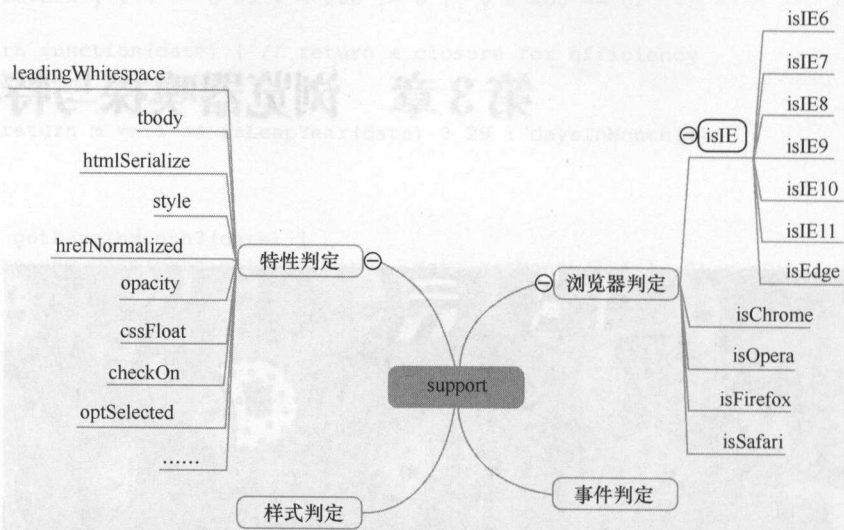 support
特性判定
leadingWhitespace
tbody
htmlSerialize
style
hrefNormalized
opacity
cssFloat
checkOn
optSelected
……
样式判定
浏览器判定
isIE
isIE6
isIE7
isIE8
isIE9
isIE10
isIE11
isEdge
isChrome
isOpera
isFirefox
isSafari
事件判定